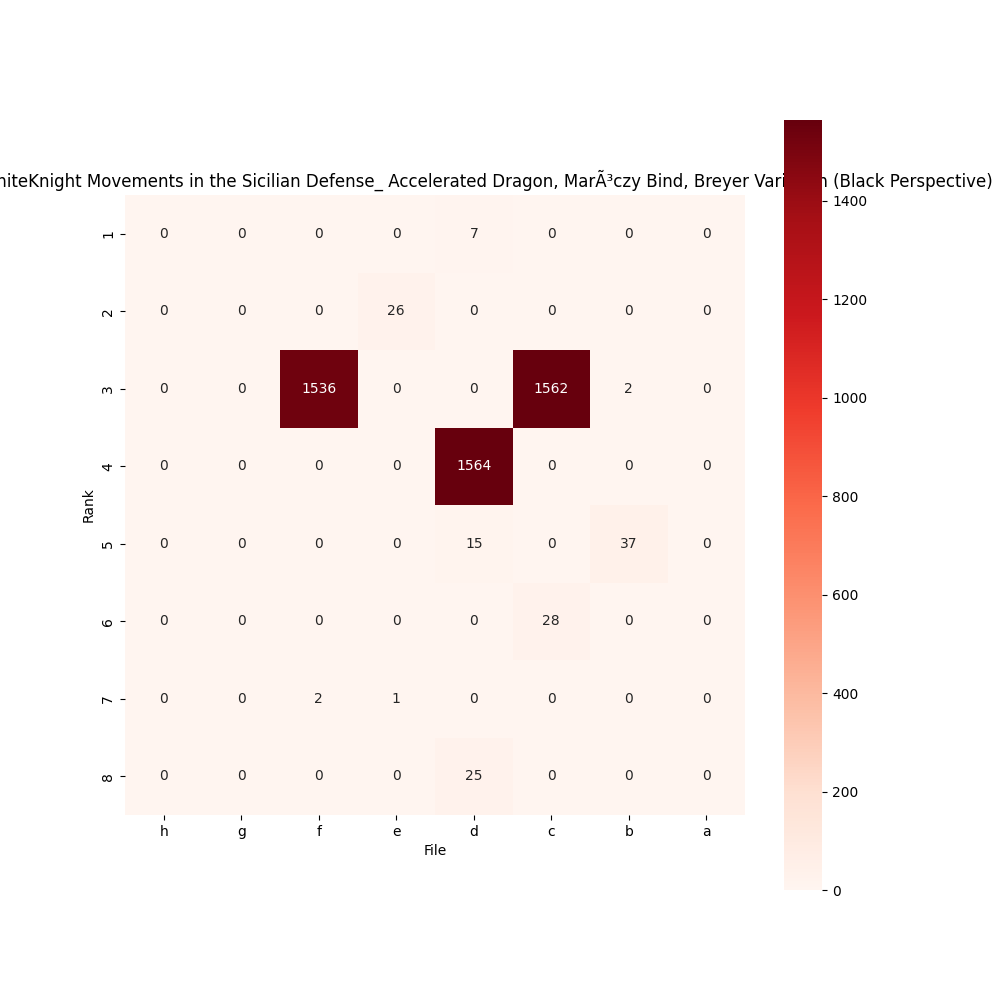 niteKnight Movements in the Sicilian Defense_ Accelerated Dragon, MarÃ³czy Bind, Breyer Vari n (Black Perspective)
1 0 0 0 0 7 0 0 0
2 0 0 0 26 0 0 0 0
3 0 0 1536 0 0 1562 2 0
4 0 0 0 0 1564 0 0 0
5 0 0 0 0 15 0 37 0
6 0 0 0 0 0 28 0 0
7 0 0 2 1 0 0 0 0
8 0 0 0 0 25 0 0 0
Rank
h g f e d c b a
File
1400
1200
1000
800
600
400
200
0